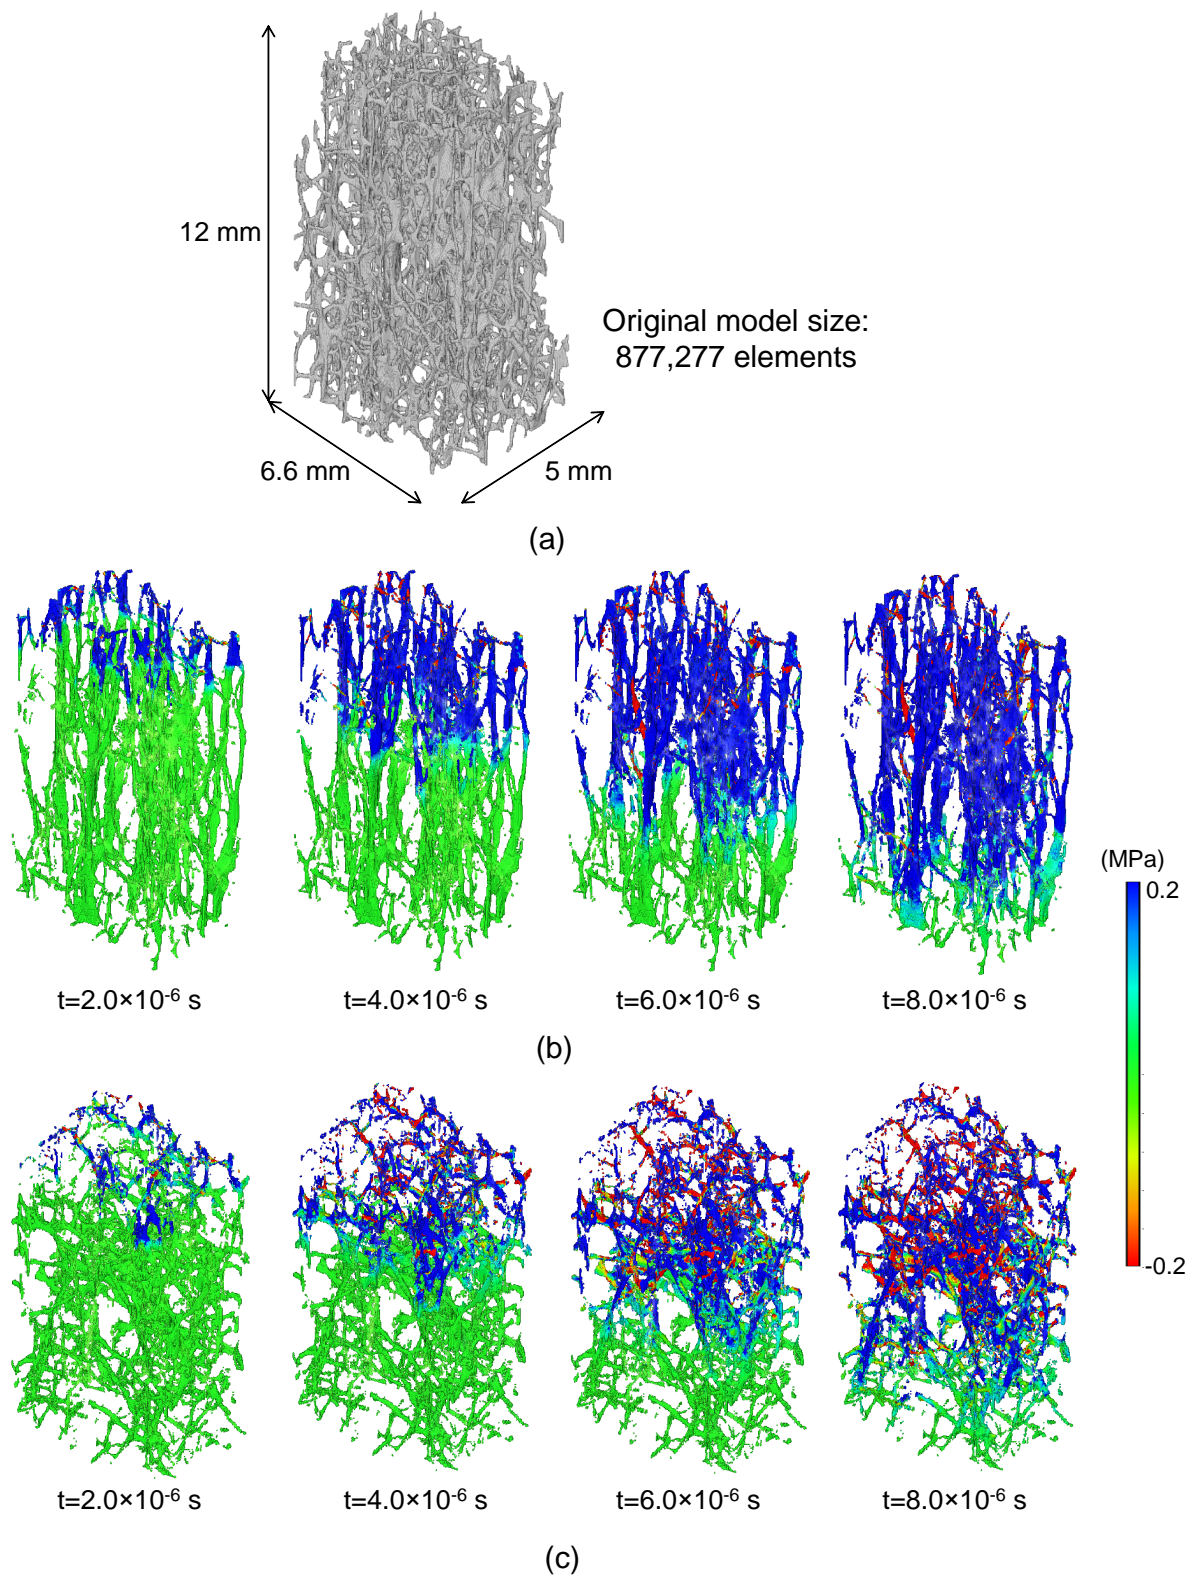 12 mm
Original model size:
877,277 elements
6.6 mm
5 mm
(a)
(MPa)
0.2
-0.2
t=2.0×10⁻⁶ s
t=4.0×10⁻⁶ s
t=6.0×10⁻⁶ s
t=8.0×10⁻⁶ s
(b)
t=2.0×10⁻⁶ s
t=4.0×10⁻⁶ s
t=6.0×10⁻⁶ s
t=8.0×10⁻⁶ s
(c)